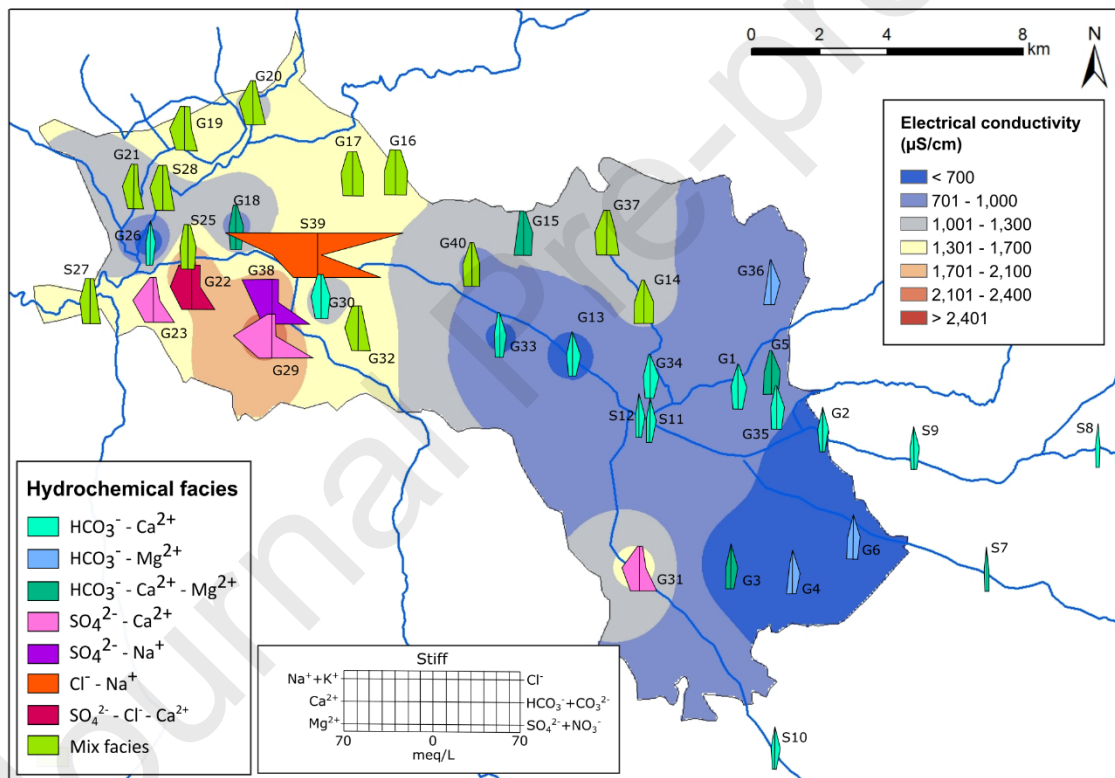 0 2 4 8
km
N
Electrical conductivity
(µS/cm)
< 700
701 - 1,000
1,001 - 1,300
1,301 - 1,700
1,701 - 2,100
2,101 - 2,400
> 2,401
G20
G19
G17
G16
G21
S28
G18
G15
G37
S39
S25
G26
G40
G36
G22
G38
G14
S27
G30
G23
G13
G33
G32
G5
G34
G1
G29
S12
S11
G2
G35
S9
S8
G6
S7
G31
G3
G4
S10
Hydrochemical facies
HCO₃⁻ - Ca²⁺
HCO₃⁻ - Mg²⁺
HCO₃⁻ - Ca²⁺ - Mg²⁺
SO₄²⁻ - Ca²⁺
SO₄²⁻ - Na⁺
Cl⁻ - Na⁺
SO₄²⁻ - Cl⁻ - Ca²⁺
Mix facies
Stiff
Na⁺+K⁺ Cl⁻
Ca²⁺ HCO₃⁻+CO₃²⁻
Mg²⁺ SO₄²⁻+NO₃⁻
70 0 70
meq/L
Journal Pre-pr